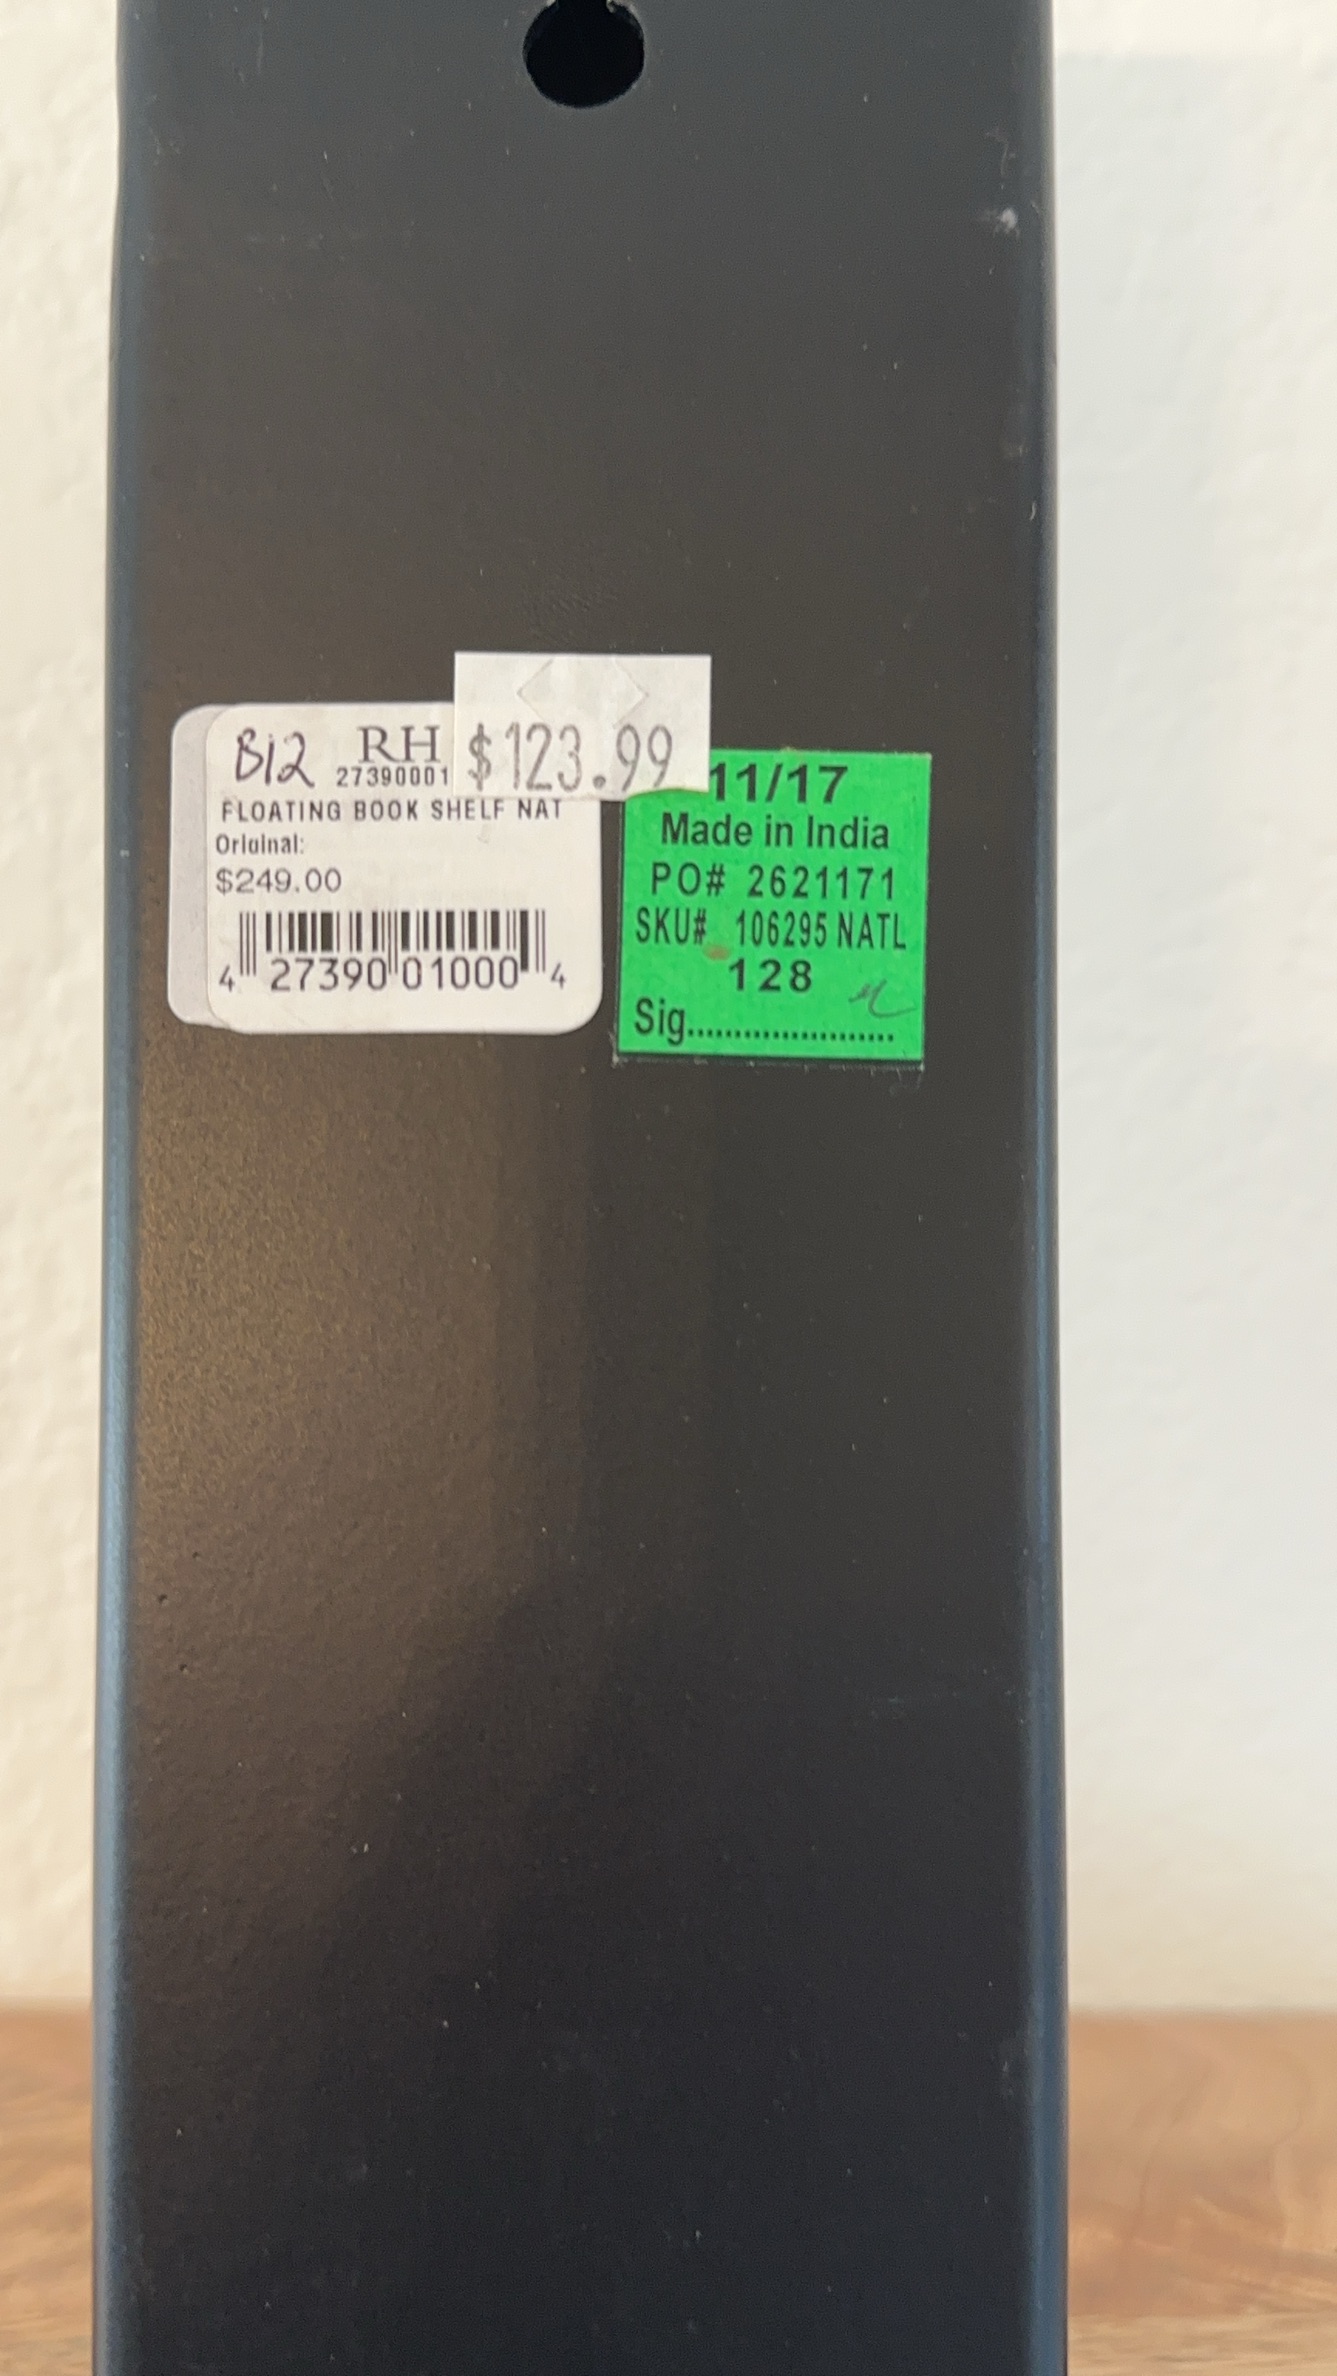 B12 RH
27390001
$123.99
FLOATING BOOK SHELF NAT
Original:
$249.00
4 27390 01000 4
11/17
Made in India
PO# 2621171
SKU# 106295 NATL
128
Sig......................